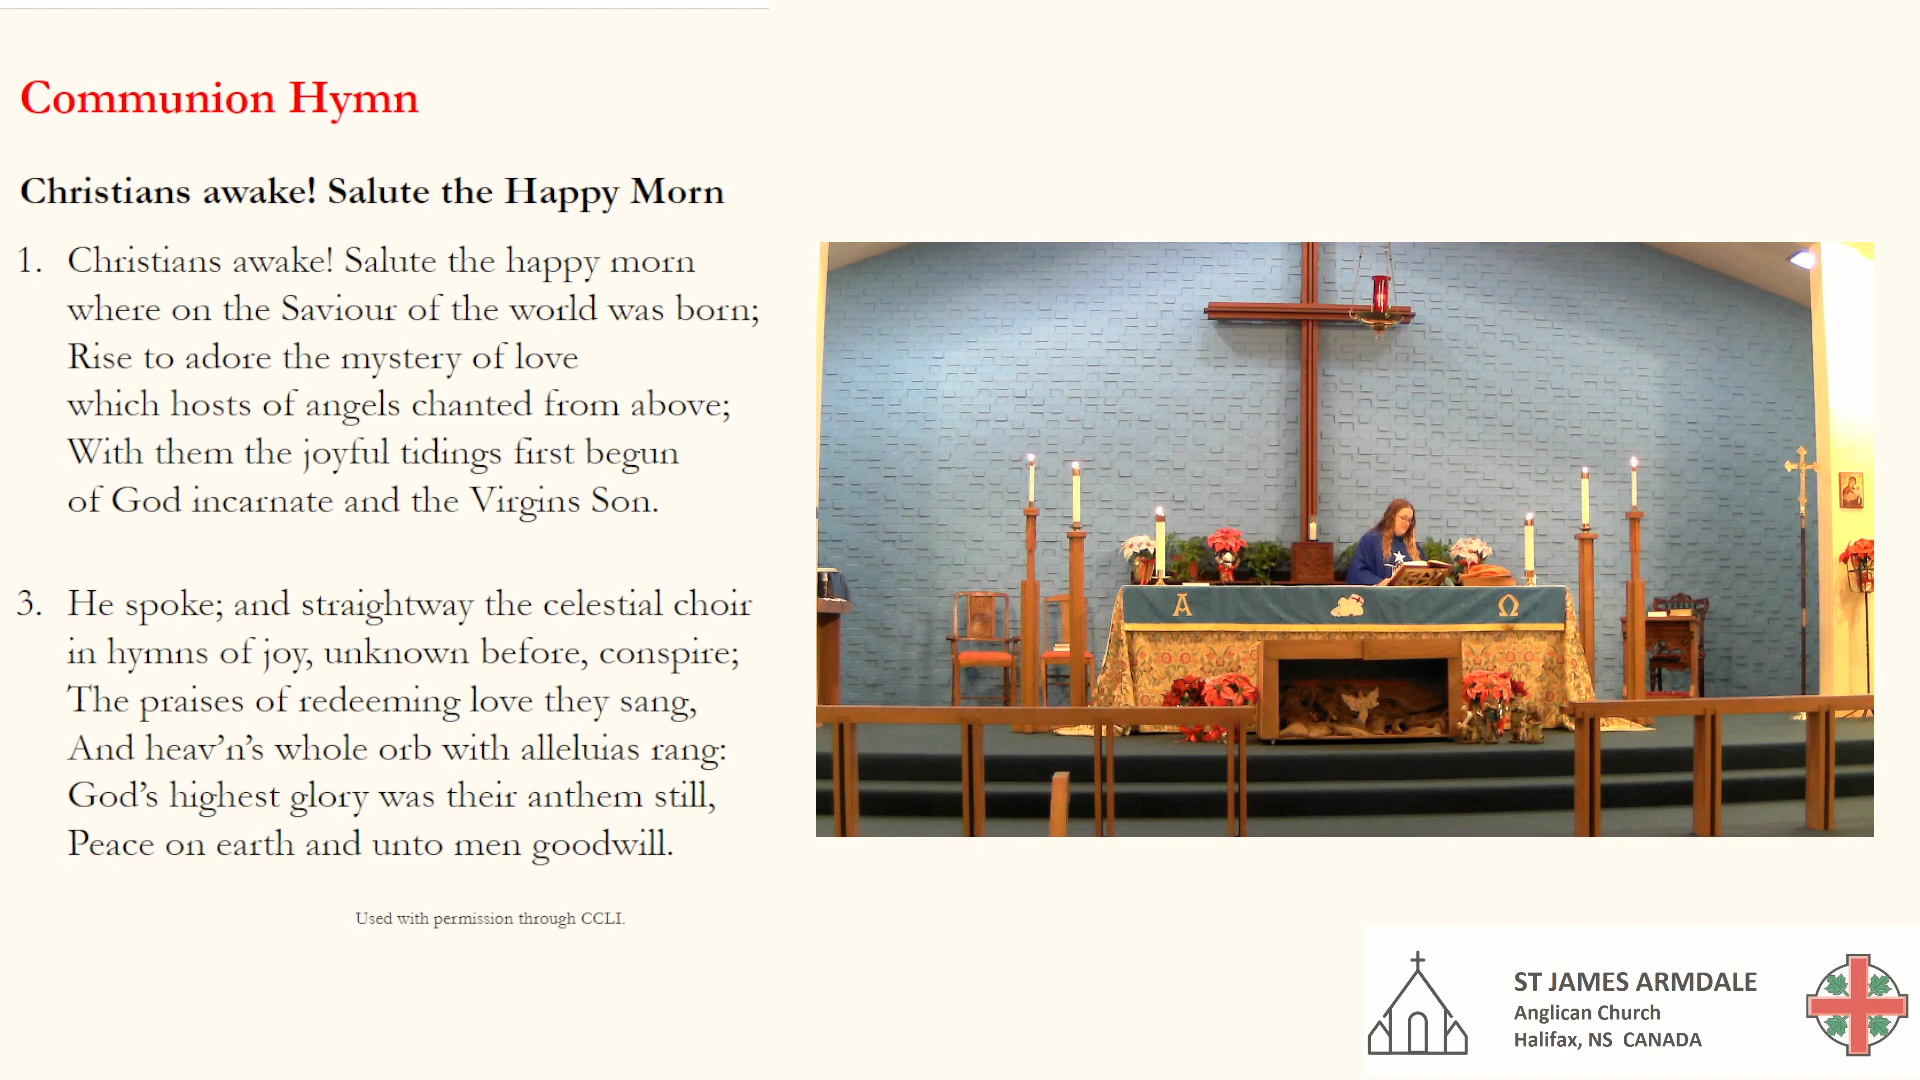 Communion Hymn
Christians awake! Salute the Happy Morn
1. Christians awake! Salute the happy morn
where on the Saviour of the world was born;
Rise to adore the mystery of love
which hosts of angels chanted from above;
With them the joyful tidings first begun
of God incarnate and the Virgins Son.
3. He spoke; and straightway the celestial choir
in hymns of joy, unknown before, conspire;
The praises of redeeming love they sang,
And heav’n’s whole orb with alleluias rang:
God’s highest glory was their anthem still,
Peace on earth and unto men goodwill.
Used with permission through CCLI.
Α Ω
ST JAMES ARMDALE
Anglican Church
Halifax, NS CANADA